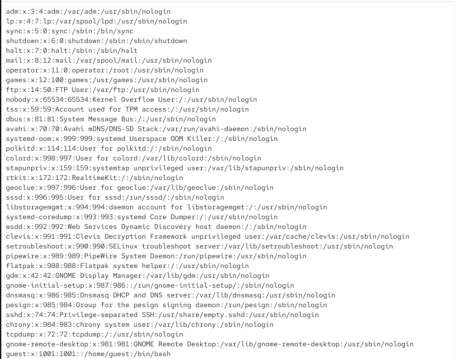 adm:x:3:4:adm:/var/adm:/usr/sbin/nologin
lp:x:4:7:lp:/var/spool/lpd:/usr/sbin/nologin
sync:x:5:0:sync:/sbin:/bin/sync
shutdown:x:6:0:shutdown:/sbin:/sbin/shutdown
halt:x:7:0:halt:/sbin:/sbin/halt
mail:x:8:12:mail:/var/spool/mail:/usr/sbin/nologin
operator:x:11:0:operator:/root:/usr/sbin/nologin
games:x:12:100:games:/usr/games:/usr/sbin/nologin
ftp:x:14:50:FTP User:/var/ftp:/usr/sbin/nologin
nobody:x:65534:65534:Kernel Overflow User:/:/usr/sbin/nologin
tss:x:59:59:Account used for TPM access:/:/usr/sbin/nologin
dbus:x:81:81:System Message Bus:/:/usr/sbin/nologin
avahi:x:70:70:Avahi mDNS/DNS-SD Stack:/var/run/avahi-daemon:/sbin/nologin
systemd-oom:x:999:999:systemd Userspace OOM Killer:/:/sbin/nologin
polkitd:x:114:114:User for polkitd:/:/sbin/nologin
colord:x:998:997:User for colord:/var/lib/colord:/sbin/nologin
stapunpriv:x:159:159:systemtap unprivileged user:/var/lib/stapunpriv:/sbin/nologin
rtkit:x:172:172:RealtimeKit:/:/sbin/nologin
geoclue:x:997:996:User for geoclue:/var/lib/geoclue:/sbin/nologin
sssd:x:996:995:User for sssd:/run/sssd/:/sbin/nologin
libstoragemgmt:x:994:994:daemon account for libstoragemgmt:/:/usr/sbin/nologin
systemd-coredump:x:993:993:systemd Core Dumper:/:/usr/sbin/nologin
wsdd:x:992:992:Web Services Dynamic Discovery host daemon:/:/sbin/nologin
clevis:x:991:991:Clevis Decryption Framework unprivileged user:/var/cache/clevis:/usr/sbin/nologin
setroubleshoot:x:990:990:SELinux troubleshoot server:/var/lib/setroubleshoot:/usr/sbin/nologin
pipewire:x:989:989:PipeWire System Daemon:/run/pipewire:/usr/sbin/nologin
flatpak:x:988:988:Flatpak system helper:/:/usr/sbin/nologin
gdm:x:42:42:GNOME Display Manager:/var/lib/gdm:/usr/sbin/nologin
gnome-initial-setup:x:987:986::/run/gnome-initial-setup/:/sbin/nologin
dnsmasq:x:986:985:Dnsmasq DHCP and DNS server:/var/lib/dnsmasq:/usr/sbin/nologin
pesign:x:985:984:Group for the pesign signing daemon:/run/pesign:/sbin/nologin
sshd:x:74:74:Privilege-separated SSH:/usr/share/empty.sshd:/usr/sbin/nologin
chrony:x:984:983:chrony system user:/var/lib/chrony:/sbin/nologin
tcpdump:x:72:72:tcpdump:/:/usr/sbin/nologin
gnome-remote-desktop:x:981:981:GNOME Remote Desktop:/var/lib/gnome-remote-desktop:/usr/sbin/nologin
guest:x:1001:1001::/home/guest:/bin/bash